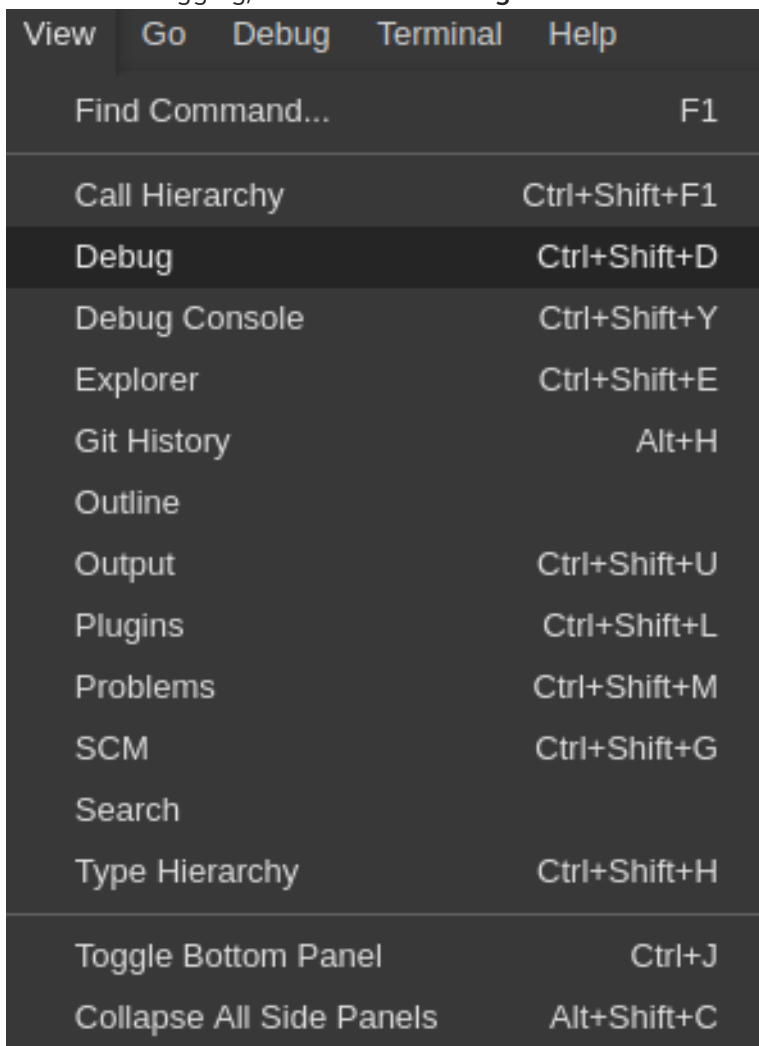 View Go Debug Terminal Help
Find Command... F1
Call Hierarchy Ctrl+Shift+F1
Debug Ctrl+Shift+D
Debug Console Ctrl+Shift+Y
Explorer Ctrl+Shift+E
Git History Alt+H
Outline
Output Ctrl+Shift+U
Plugins Ctrl+Shift+L
Problems Ctrl+Shift+M
SCM Ctrl+Shift+G
Search
Type Hierarchy Ctrl+Shift+H
Toggle Bottom Panel Ctrl+J
Collapse All Side Panels Alt+Shift+C